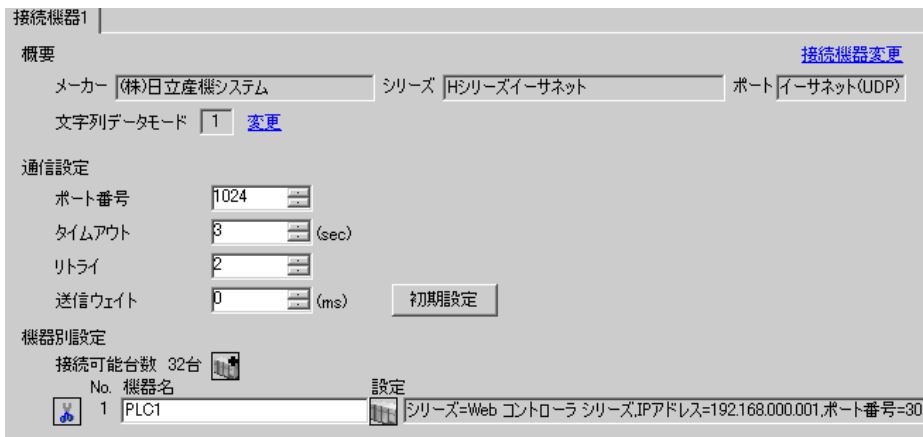 接続機器1
概要 接続機器変更
メーカー (株)日立産機システム シリーズ Hシリーズイーサネット ポート イーサネット(UDP)
文字列データモード 1 変更
通信設定
ポート番号 1024
タイムアウト 3 (sec)
リトライ 2
送信ウェイト 0 (ms) 初期設定
機器別設定
接続可能台数 32台
No. 機器名 設定
1 PLC1 シリーズ=Web コントローラ シリーズ,IPアドレス=192.168.000.001,ポート番号=30